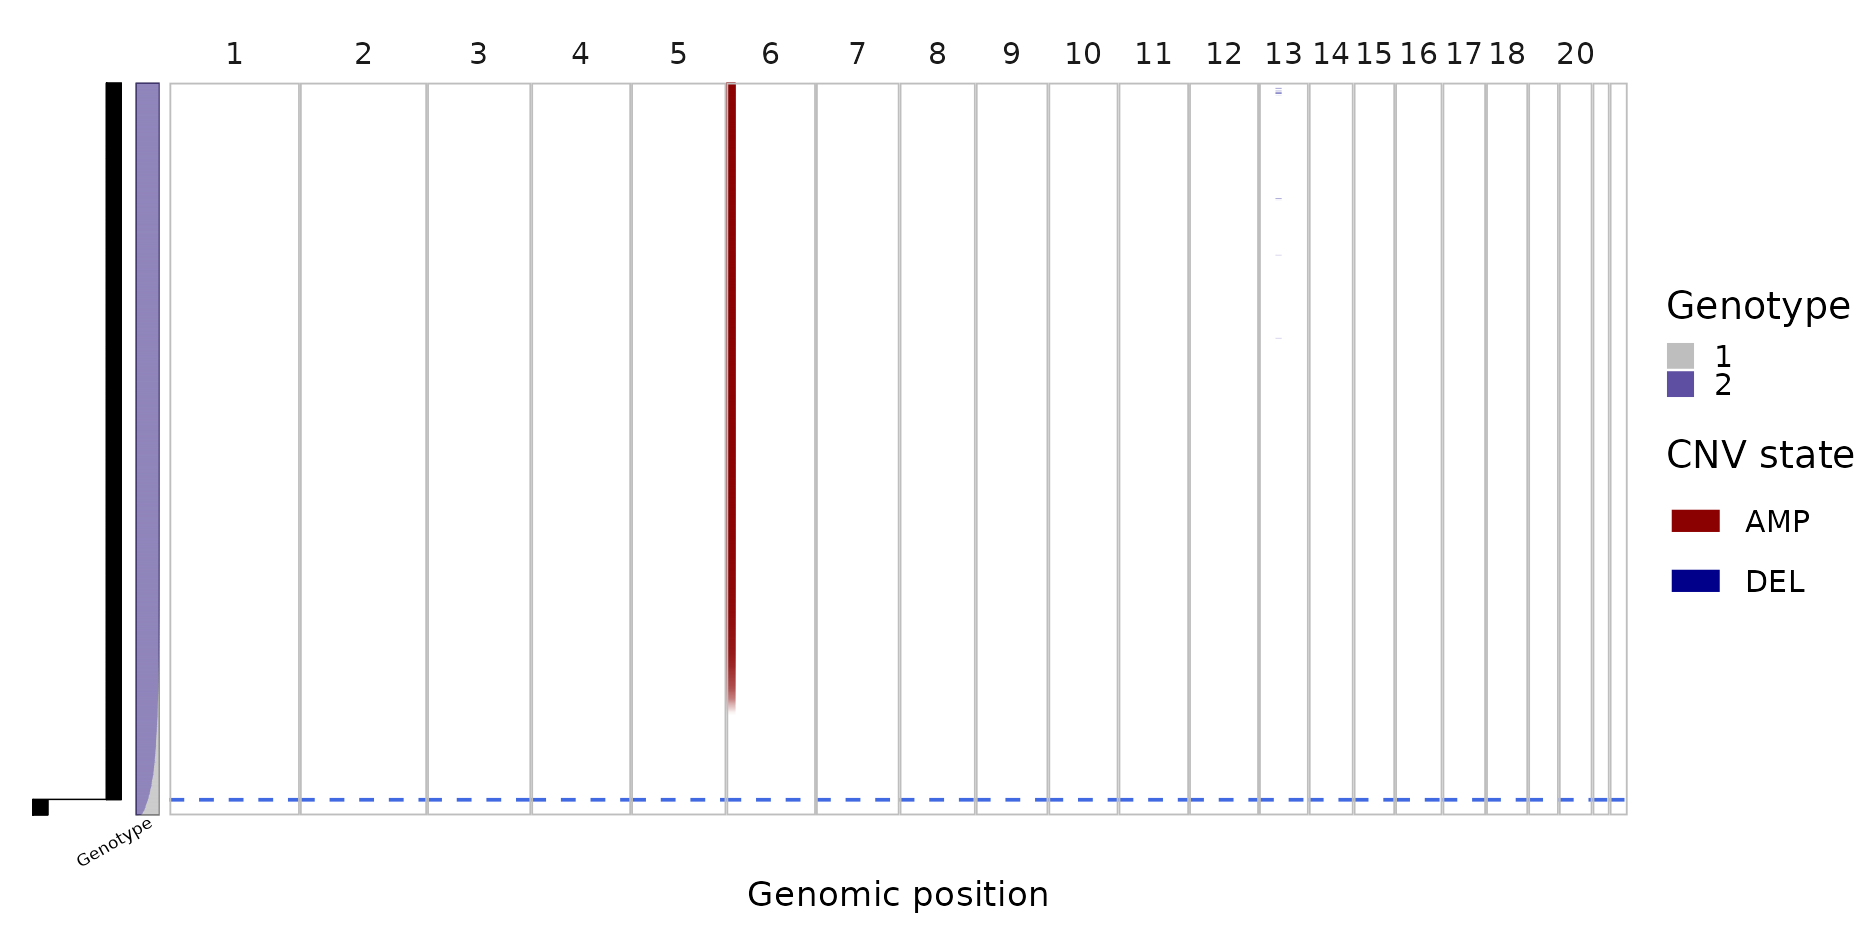 1 2 3 4 5 6 7 8 9 10 11 12 13 14 15 16 17 18 20
Genotype
1
2
CNV state
AMP
DEL
Genotype
Genomic position